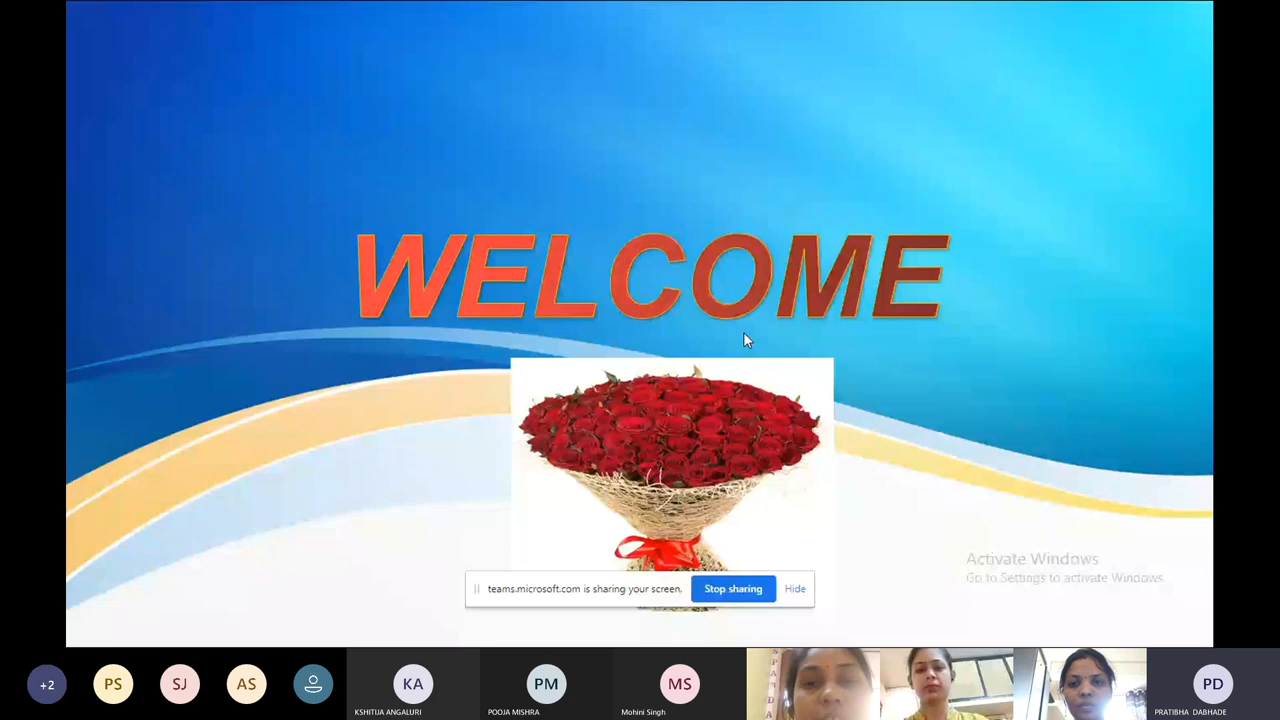 WELCOME
Activate Windows
Go to Settings to activate Windows.
teams.microsoft.com is sharing your screen.
Stop sharing
Hide
+2
PS
SJ
AS
KA
PM
MS
PD
KSHITIJA ANGALURI
POOJA MISHRA
Mohini Singh
PRATIBHA DABHADE